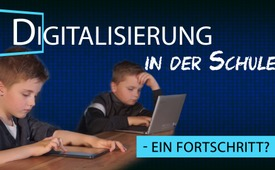 DIGITALISIERUNG
IN DER SCHULE
- EIN FORTSCHRITT?